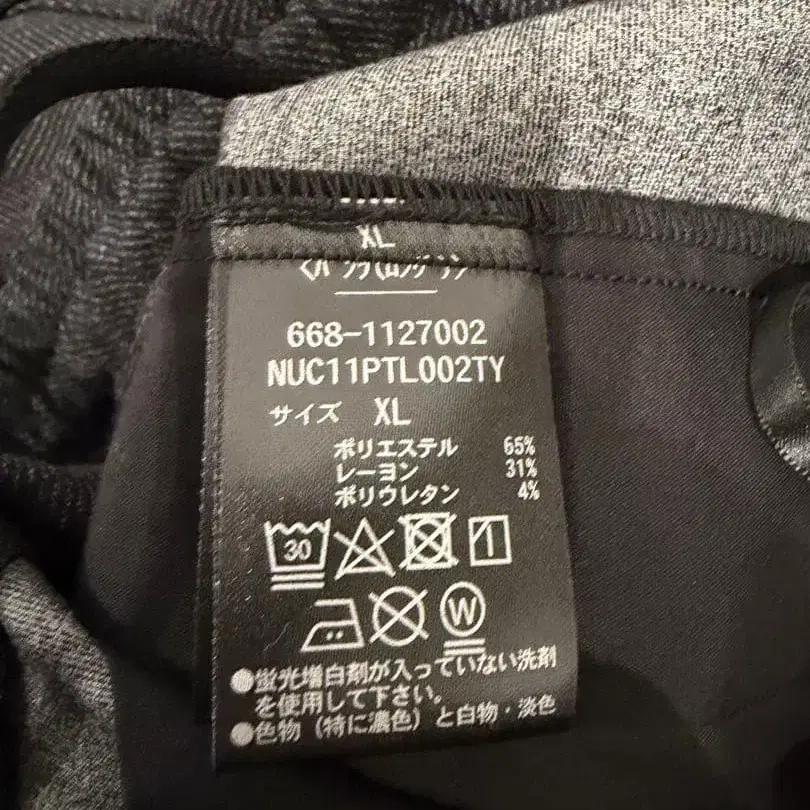 XL
668-1127002
NUC11PTL002TY
サイズ XL
ポリエステル 65%
レーヨン 31%
ポリウレタン 4%
30
W
●蛍光増白剤が入っていない洗剤
を使用して下さい。
●色物（特に濃色）と白物・淡色